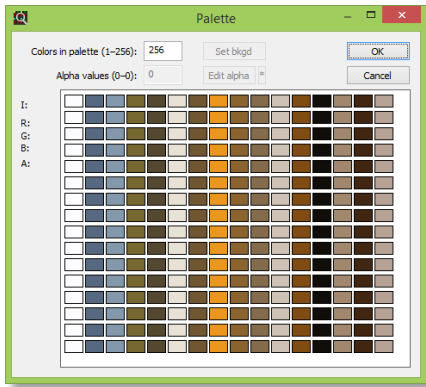 Palette
Colors in palette (1–256): 256 Set bkgd OK
Alpha values (0–0): 0 Edit alpha * Cancel
I:
R:
G:
B:
A: